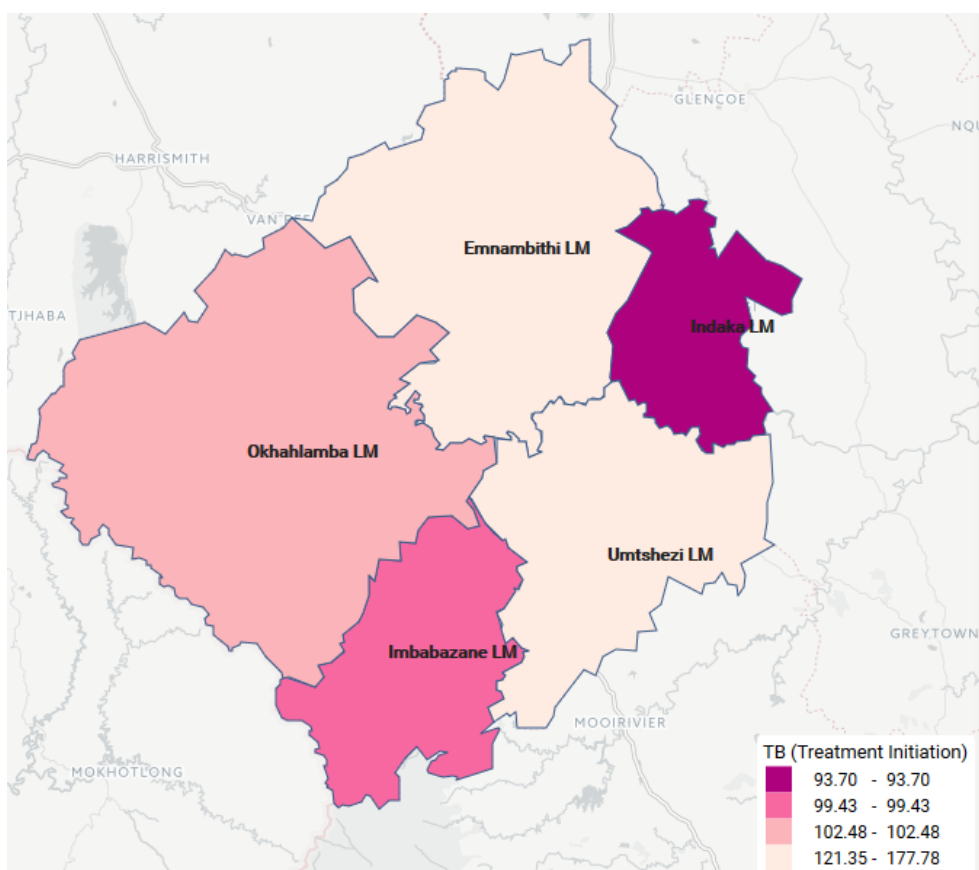 GLENCOE
NQU
HARRISMITH
VAN REE
Emnambithi LM
TJHABA
Indaka LM
Okhahlamba LM
Umtshezi LM
GREYTOWN
Imbabazane LM
MOOIRIVIER
MOKHOTLONG
TB (Treatment Initiation)
93.70 - 93.70
99.43 - 99.43
102.48 - 102.48
121.35 - 177.78